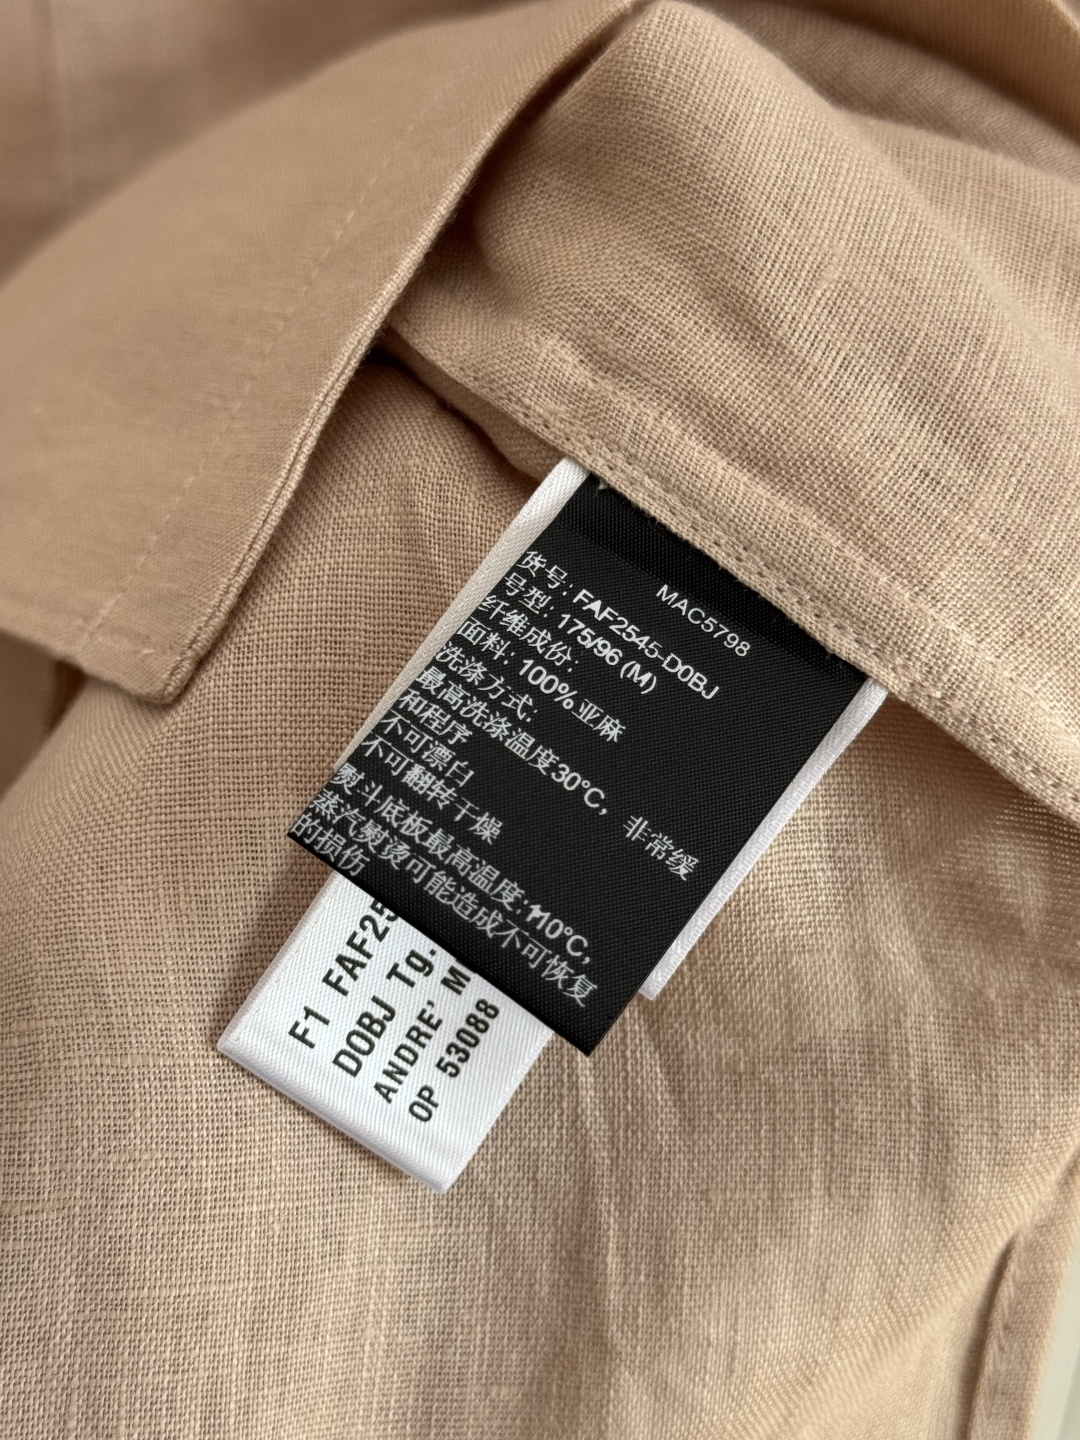 MAC5798
货号: FAF2545-D0BJ
号型: 175/96 (M)
纤维成份:
面料: 100%亚麻
洗涤方式:
最高洗涤温度30°C, 非常缓
和程序
不可漂白
不可翻转干燥
熨斗底板最高温度:110°C,
蒸汽熨烫可能造成不可恢复
的损伤
F1 FAF25
D0BJ Tg.
ANDRE' M
OP 53088